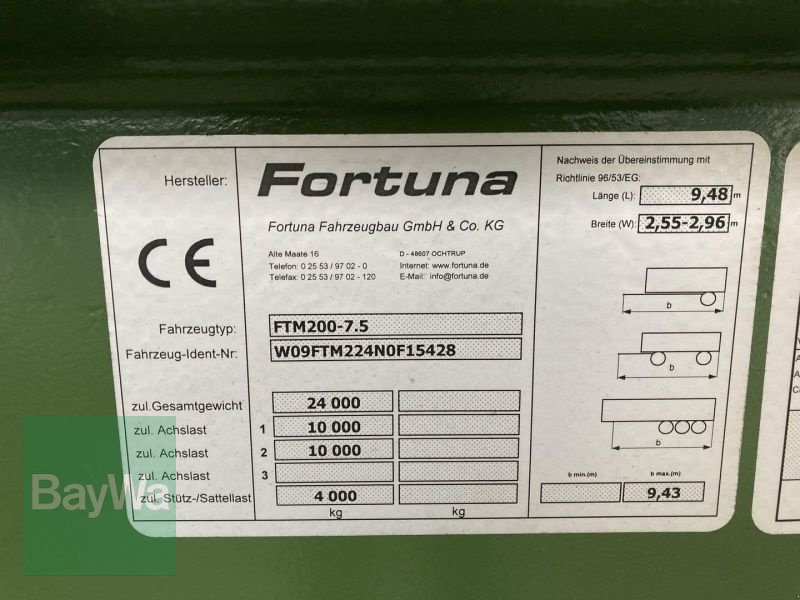 Hersteller:
Fortuna
Fortuna Fahrzeugbau GmbH & Co. KG
Alte Maate 16 D - 48607 OCHTRUP
Telefon: 0 25 53 / 97 02 - 0 Internet: www.fortuna.de
Telefax: 0 25 53 / 97 02 - 120 E-Mail: info@fortuna.de
CE
Fahrzeugtyp: FTM200-7.5
Fahrzeug-Ident-Nr: W09FTM224N0F15428
zul.Gesamtgewicht 24 000
zul. Achslast 1 10 000
zul. Achslast 2 10 000
zul. Achslast 3
zul. Stütz-/Sattellast 4 000
kg kg
Nachweis der Übereinstimmung mit
Richtlinie 96/53/EG:
Länge (L): 9,48 m
Breite (W): 2,55-2,96 m
b
b
b
b min.(m) b max.(m)
9,43
BayWa